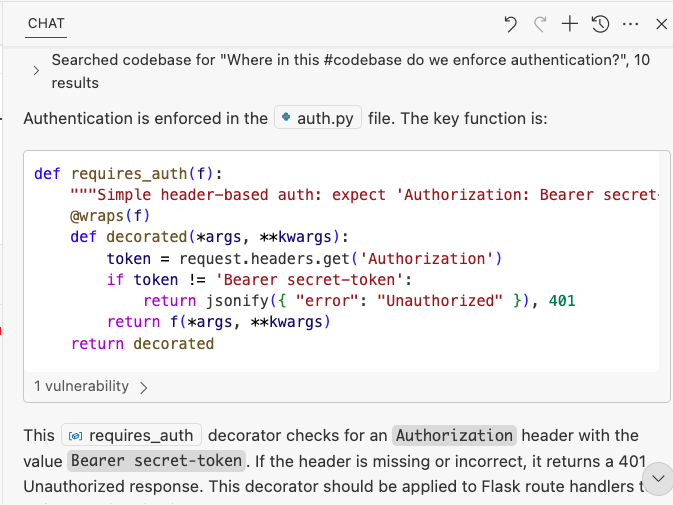 CHAT
Searched codebase for "Where in this #codebase do we enforce authentication?", 10
results
Authentication is enforced in the auth.py file. The key function is:
def requires_auth(f):
    """Simple header-based auth: expect 'Authorization: Bearer secret-
    @wraps(f)
    def decorated(*args, **kwargs):
        token = request.headers.get('Authorization')
        if token != 'Bearer secret-token':
            return jsonify({ "error": "Unauthorized" }), 401
        return f(*args, **kwargs)
    return decorated
1 vulnerability
This requires_auth decorator checks for an Authorization header with the
value Bearer secret-token. If the header is missing or incorrect, it returns a 401
Unauthorized response. This decorator should be applied to Flask route handlers